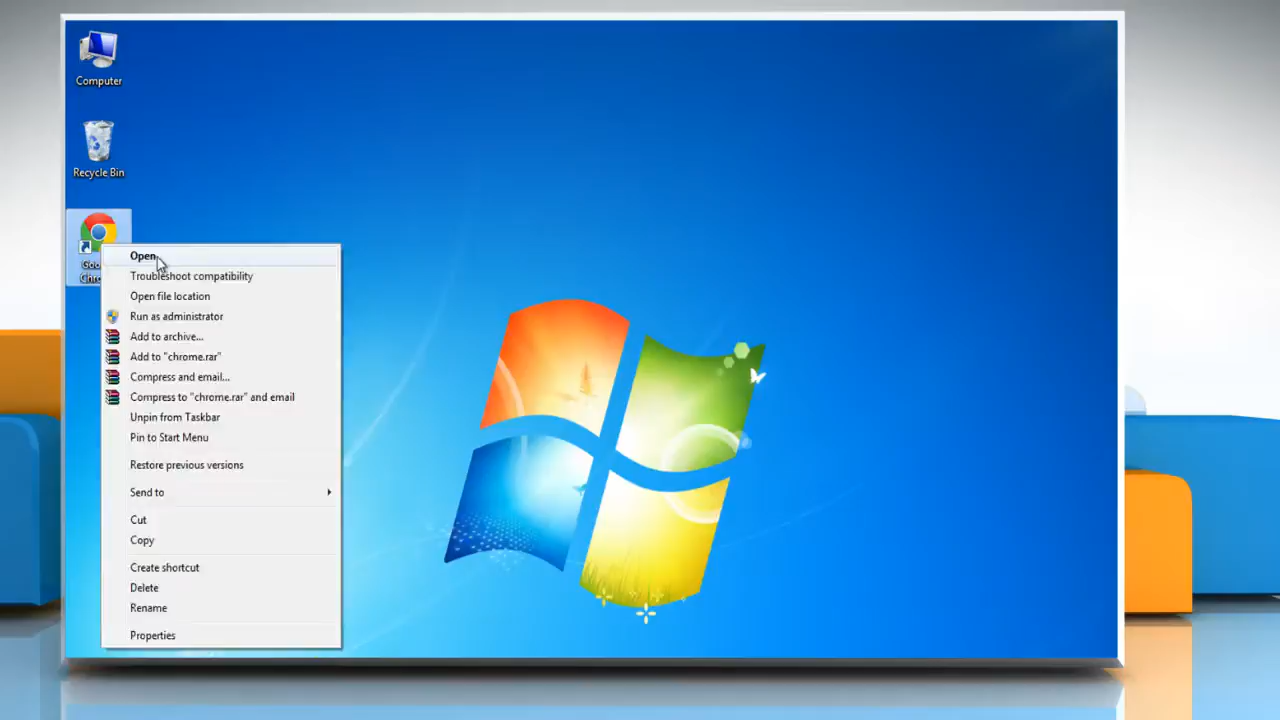 Computer
Recycle Bin
Open
Troubleshoot compatibility
Open file location
Run as administrator
Add to archive...
Add to "chrome.rar"
Compress and email...
Compress to "chrome.rar" and email
Unpin from Taskbar
Pin to Start Menu
Restore previous versions
Send to
Cut
Copy
Create shortcut
Delete
Rename
Properties